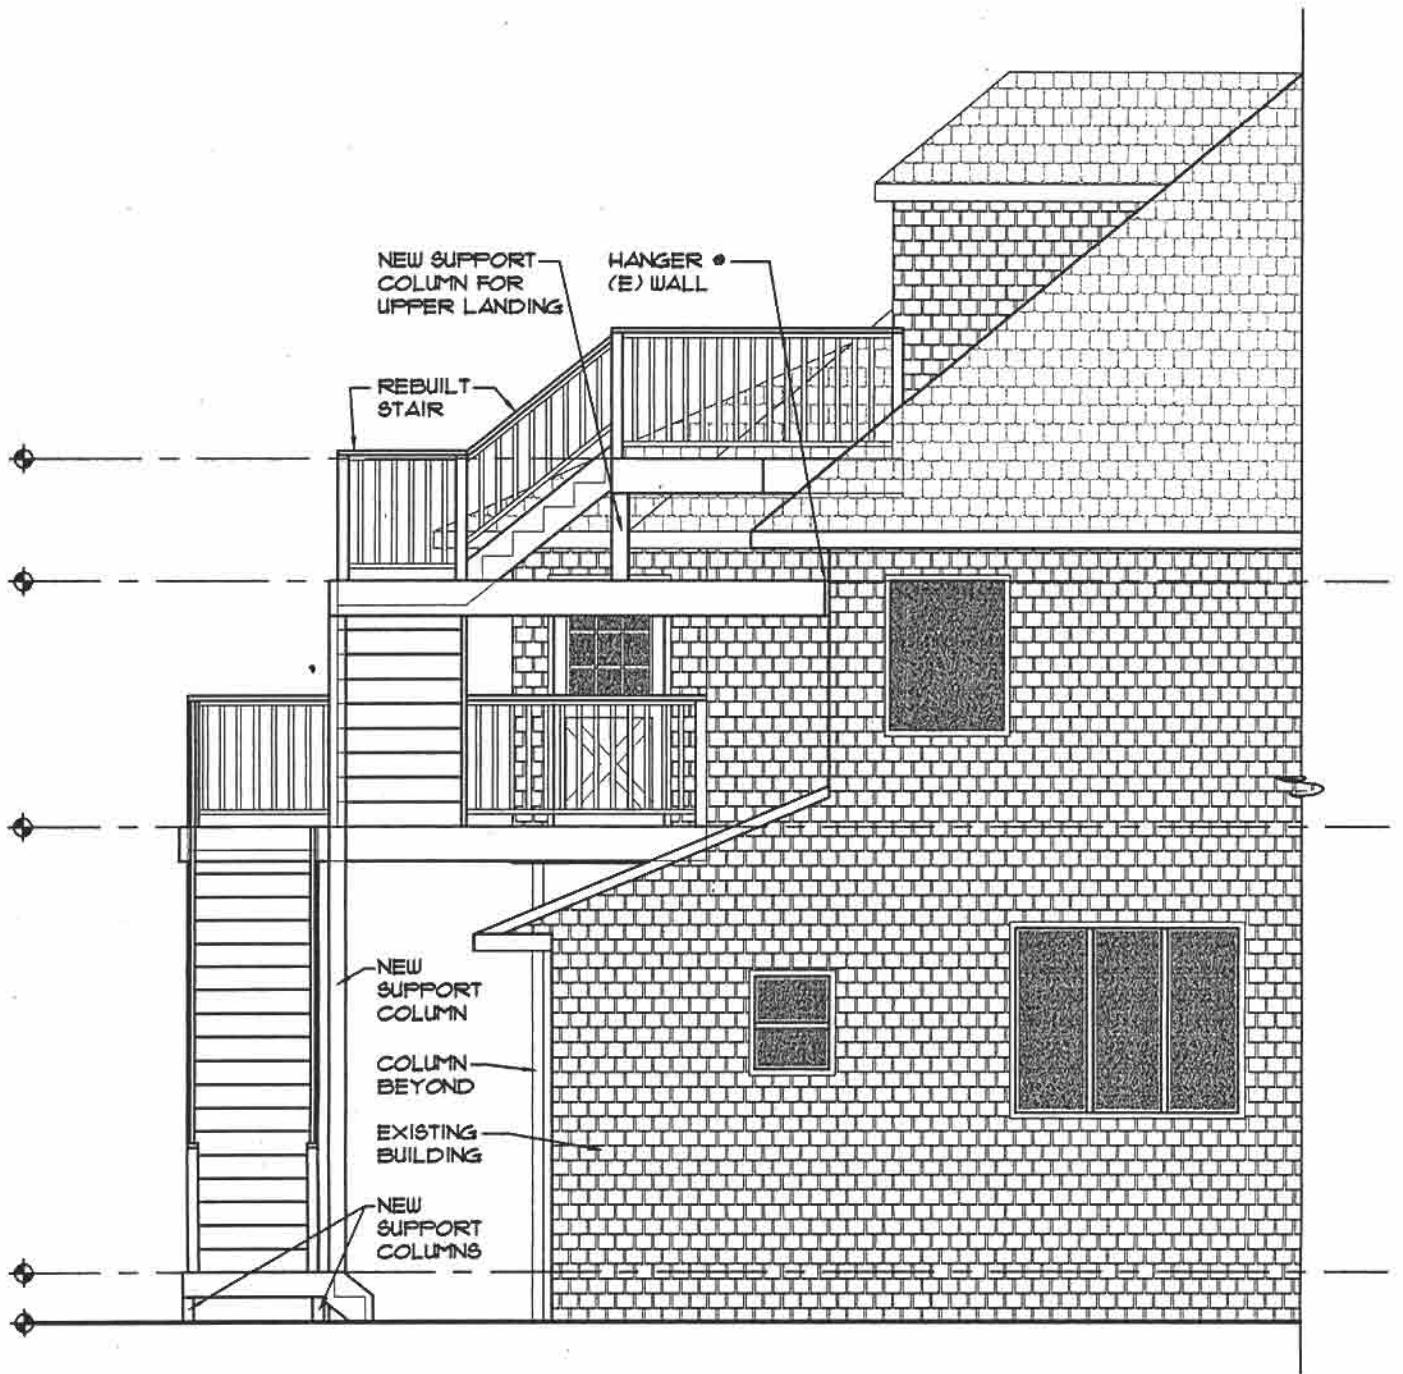 NEW SUPPORT
COLUMN FOR
UPPER LANDING
HANGER @
(E) WALL
REBUILT
STAIR
NEW
SUPPORT
COLUMN
COLUMN
BEYOND
EXISTING
BUILDING
NEW
SUPPORT
COLUMNS